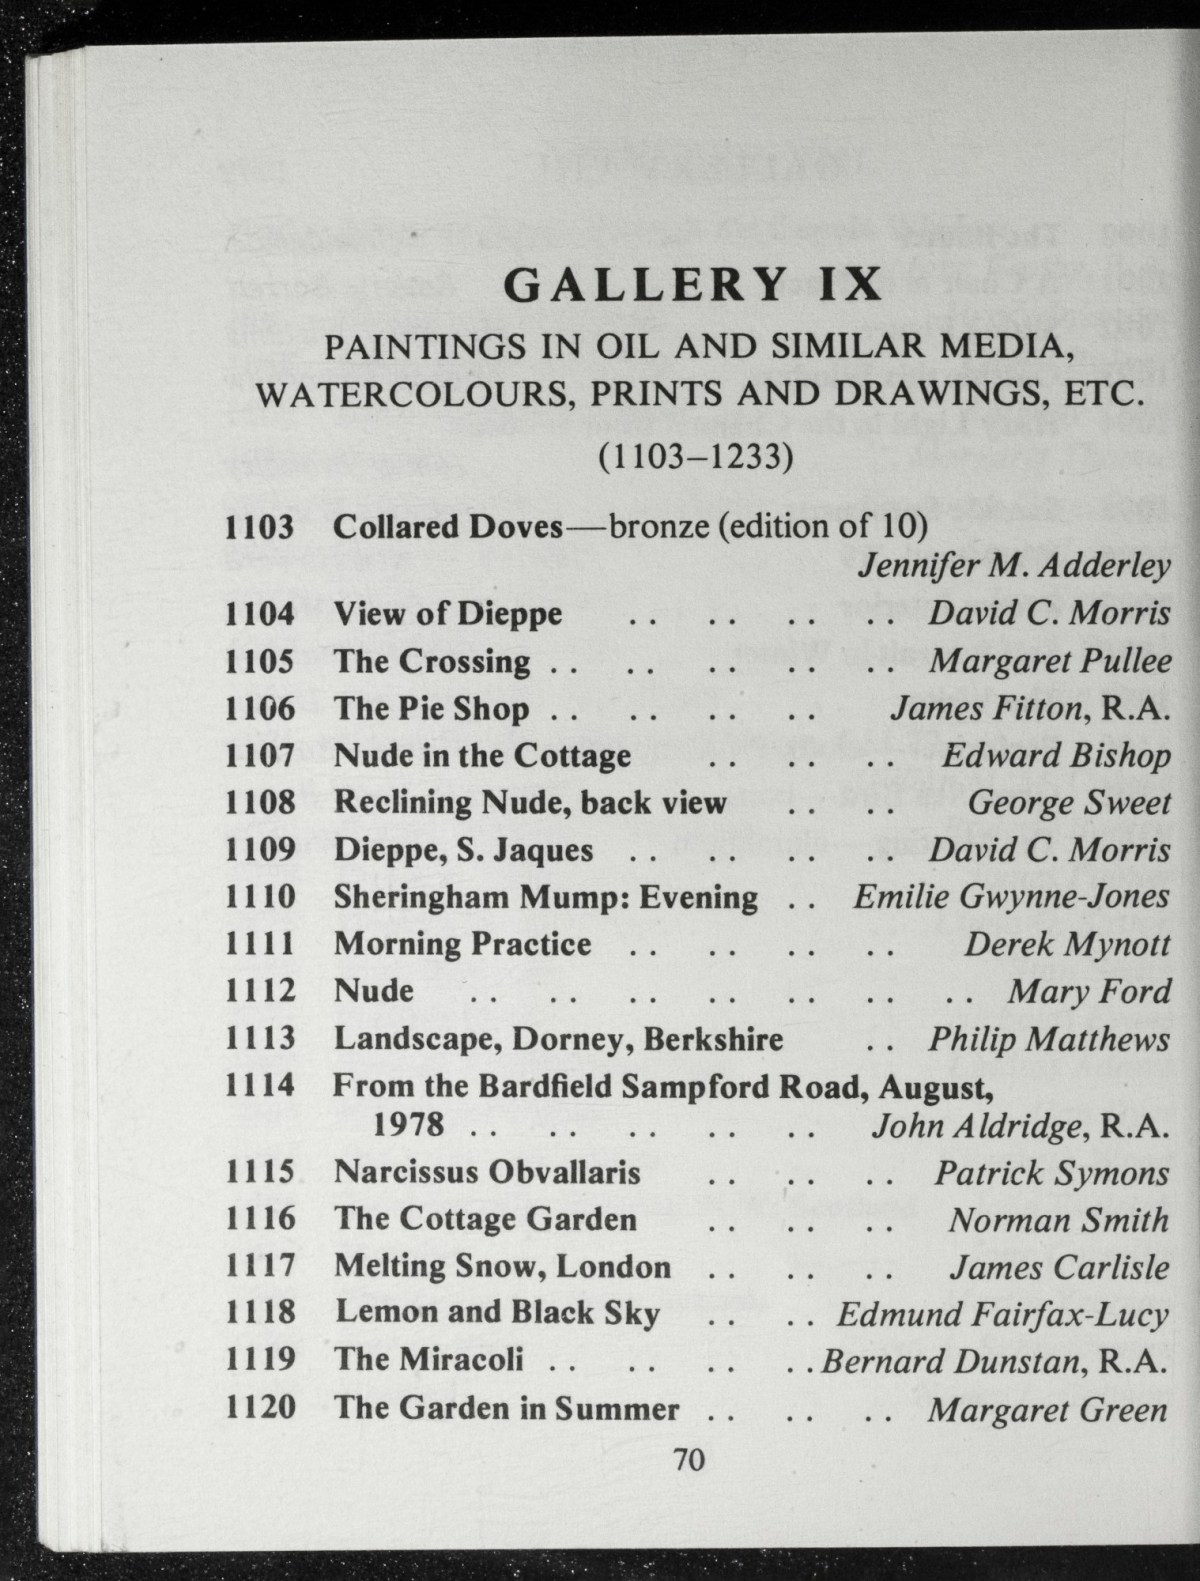 GALLERY IX
PAINTINGS IN OIL AND SIMILAR MEDIA,
WATERCOLOURS, PRINTS AND DRAWINGS, ETC.
(1103–1233)
1103 Collared Doves—bronze (edition of 10)
Jennifer M. Adderley
1104 View of Dieppe .. .. .. .. David C. Morris
1105 The Crossing .. .. .. .. .. Margaret Pullee
1106 The Pie Shop .. .. .. .. James Fitton, R.A.
1107 Nude in the Cottage .. .. .. Edward Bishop
1108 Reclining Nude, back view .. .. George Sweet
1109 Dieppe, S. Jaques .. .. .. .. David C. Morris
1110 Sheringham Mump: Evening .. Emilie Gwynne-Jones
1111 Morning Practice .. .. .. .. Derek Mynott
1112 Nude .. .. .. .. .. .. .. Mary Ford
1113 Landscape, Dorney, Berkshire .. Philip Matthews
1114 From the Bardfield Sampford Road, August,
1978 .. .. .. .. .. John Aldridge, R.A.
1115 Narcissus Obvallaris .. .. .. Patrick Symons
1116 The Cottage Garden .. .. .. Norman Smith
1117 Melting Snow, London .. .. .. James Carlisle
1118 Lemon and Black Sky .. .. Edmund Fairfax-Lucy
1119 The Miracoli .. .. .. .. Bernard Dunstan, R.A.
1120 The Garden in Summer .. .. .. Margaret Green
70